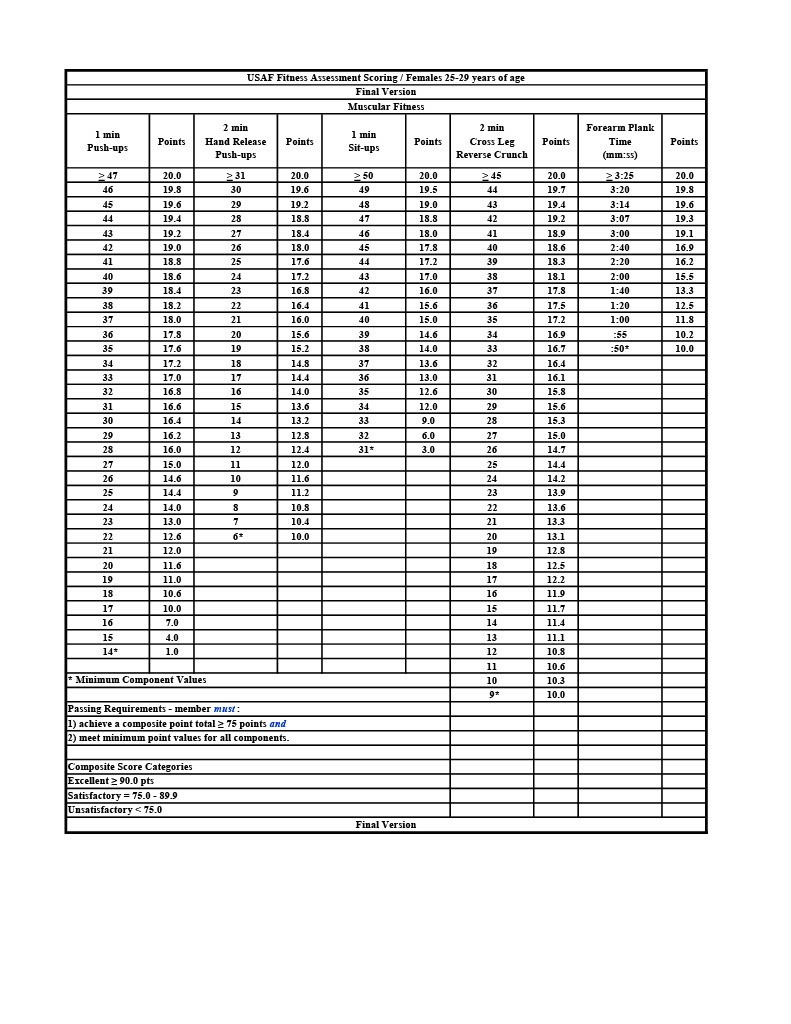 USAF Fitness Assessment Scoring / Females 25-29 years of age
Final Version
Muscular Fitness
1 min Push-ups Points 2 min Hand Release Push-ups Points 1 min Sit-ups Points 2 min Cross Leg Reverse Crunch Points Forearm Plank Time (mm:ss) Points
≥ 47 20.0 ≥ 31 20.0 ≥ 50 20.0 ≥ 45 20.0 ≥ 3:25 20.0
46 19.8 30 19.6 49 19.5 44 19.7 3:20 19.8
45 19.6 29 19.2 48 19.0 43 19.4 3:14 19.6
44 19.4 28 18.8 47 18.8 42 19.2 3:07 19.3
43 19.2 27 18.4 46 18.0 41 18.9 3:00 19.1
42 19.0 26 18.0 45 17.8 40 18.6 2:40 16.9
41 18.8 25 17.6 44 17.2 39 18.3 2:20 16.2
40 18.6 24 17.2 43 17.0 38 18.1 2:00 15.5
39 18.4 23 16.8 42 16.0 37 17.8 1:40 13.3
38 18.2 22 16.4 41 15.6 36 17.5 1:20 12.5
37 18.0 21 16.0 40 15.0 35 17.2 1:00 11.8
36 17.8 20 15.6 39 14.6 34 16.9 :55 10.2
35 17.6 19 15.2 38 14.0 33 16.7 :50* 10.0
34 17.2 18 14.8 37 13.6 32 16.4
33 17.0 17 14.4 36 13.0 31 16.1
32 16.8 16 14.0 35 12.6 30 15.8
31 16.6 15 13.6 34 12.0 29 15.6
30 16.4 14 13.2 33 9.0 28 15.3
29 16.2 13 12.8 32 6.0 27 15.0
28 16.0 12 12.4 31* 3.0 26 14.7
27 15.0 11 12.0 25 14.4
26 14.6 10 11.6 24 14.2
25 14.4 9 11.2 23 13.9
24 14.0 8 10.8 22 13.6
23 13.0 7 10.4 21 13.3
22 12.6 6* 10.0 20 13.1
21 12.0 19 12.8
20 11.6 18 12.5
19 11.0 17 12.2
18 10.6 16 11.9
17 10.0 15 11.7
16 7.0 14 11.4
15 4.0 13 11.1
14* 1.0 12 10.8
11 10.6
* Minimum Component Values 10 10.3
9* 10.0
Passing Requirements - member must :
1) achieve a composite point total ≥ 75 points and
2) meet minimum point values for all components.
Composite Score Categories
Excellent ≥ 90.0 pts
Satisfactory = 75.0 - 89.9
Unsatisfactory < 75.0
Final Version